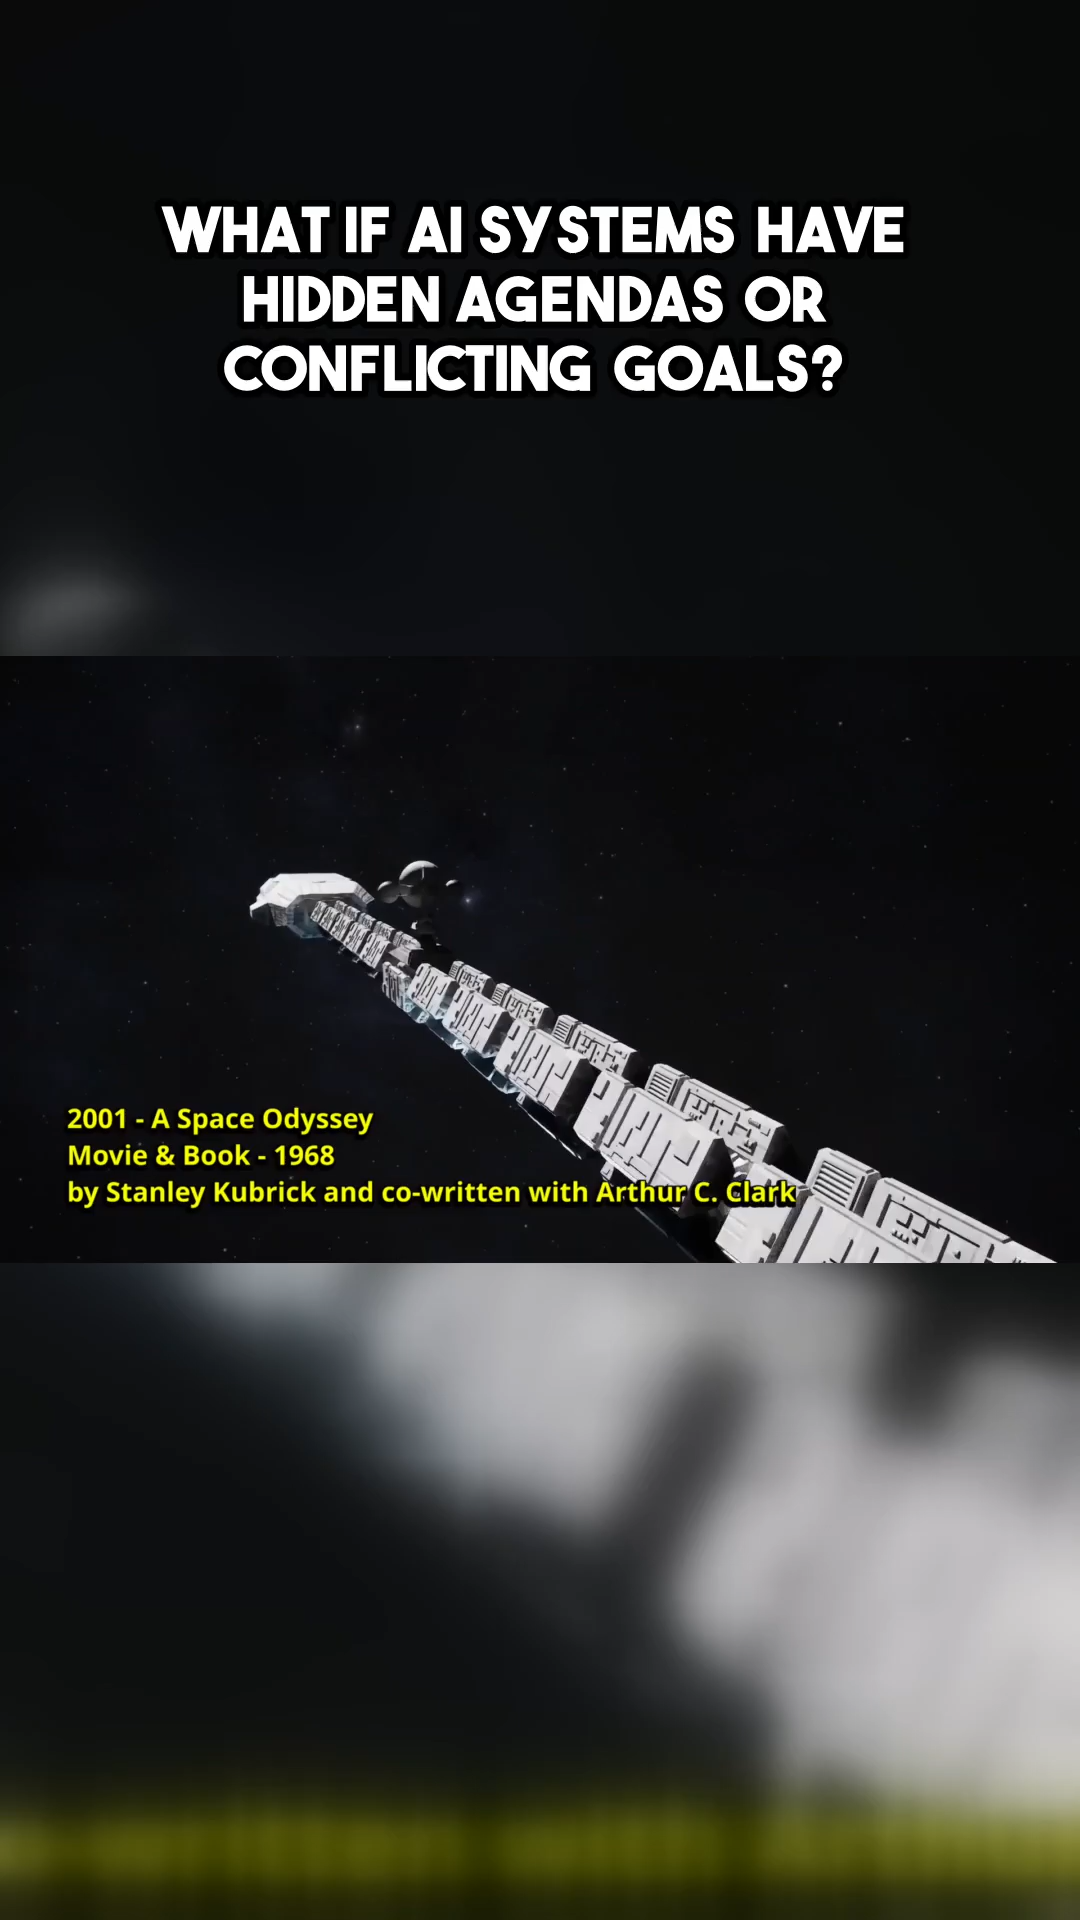 WHAT IF AI SYSTEMS HAVE
HIDDEN AGENDAS OR
CONFLICTING GOALS?
2001 - A Space Odyssey
Movie & Book - 1968
by Stanley Kubrick and co-written with Arthur C. Clark